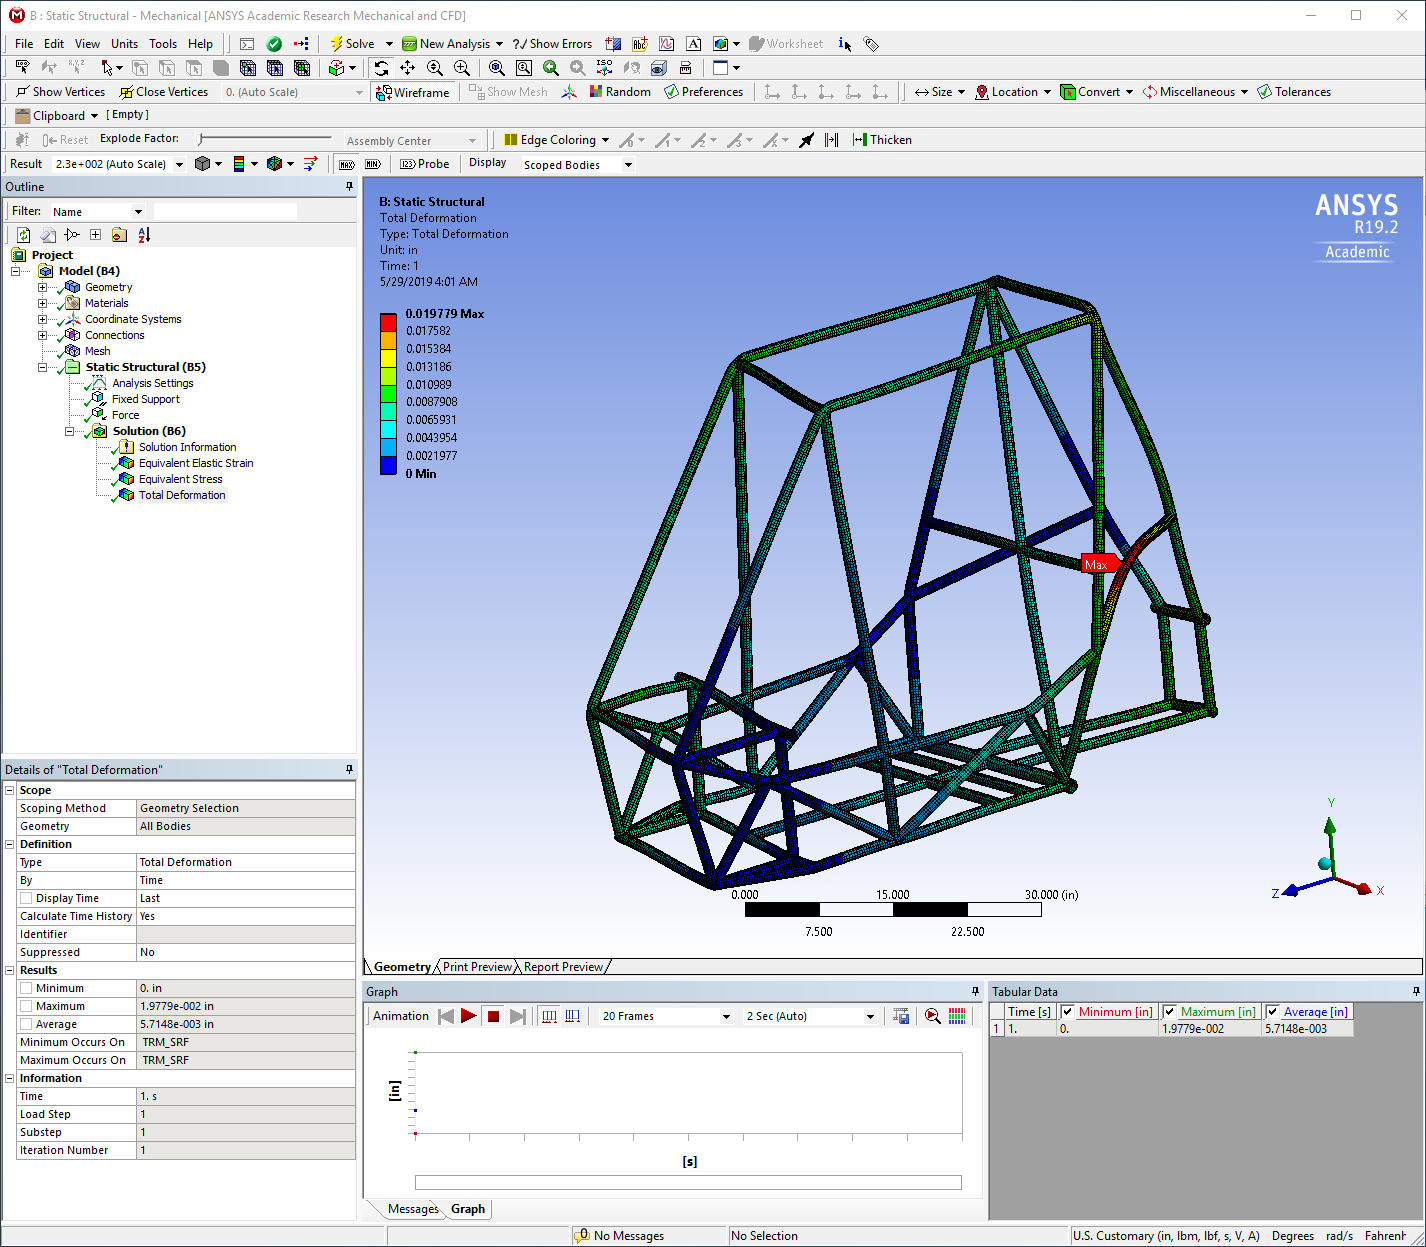 B : Static Structural - Mechanical [ANSYS Academic Research Mechanical and CFD]
File Edit View Units Tools Help Solve New Analysis ?/ Show Errors Worksheet
Show Vertices Close Vertices 0. (Auto Scale) Wireframe Show Mesh Random Preferences Size Location Convert Miscellaneous Tolerances
Clipboard [ Empty ]
Reset Explode Factor: Assembly Center Edge Coloring Thicken
Result 2.3e+002 (Auto Scale) MAX MIN Probe Display Scoped Bodies
Outline
Filter: Name
Project
Model (B4)
Geometry
Materials
Coordinate Systems
Connections
Mesh
Static Structural (B5)
Analysis Settings
Fixed Support
Force
Solution (B6)
Solution Information
Equivalent Elastic Strain
Equivalent Stress
Total Deformation
B: Static Structural
Total Deformation
Type: Total Deformation
Unit: in
Time: 1
5/29/2019 4:01 AM
0.019779 Max
0.017582
0.015384
0.013186
0.010989
0.0087908
0.0065931
0.0043954
0.0021977
0 Min
ANSYS
R19.2
Academic
Max
0.000 15.000 30.000 (in)
7.500 22.500
Y
Z
X
Details of "Total Deformation"
Scope
Scoping Method Geometry Selection
Geometry All Bodies
Definition
Type Total Deformation
By Time
Display Time Last
Calculate Time History Yes
Identifier
Suppressed No
Results
Minimum 0. in
Maximum 1.9779e-002 in
Average 5.7148e-003 in
Minimum Occurs On TRM_SRF
Maximum Occurs On TRM_SRF
Information
Time 1. s
Load Step 1
Substep 1
Iteration Number 1
Geometry Print Preview Report Preview
Graph
Animation 20 Frames 2 Sec (Auto)
[in]
[s]
Messages Graph
Tabular Data
Time [s] Minimum [in] Maximum [in] Average [in]
1 1. 0. 1.9779e-002 5.7148e-003
0 No Messages No Selection U.S. Customary (in, lbm, lbf, s, V, A) Degrees rad/s Fahrenh